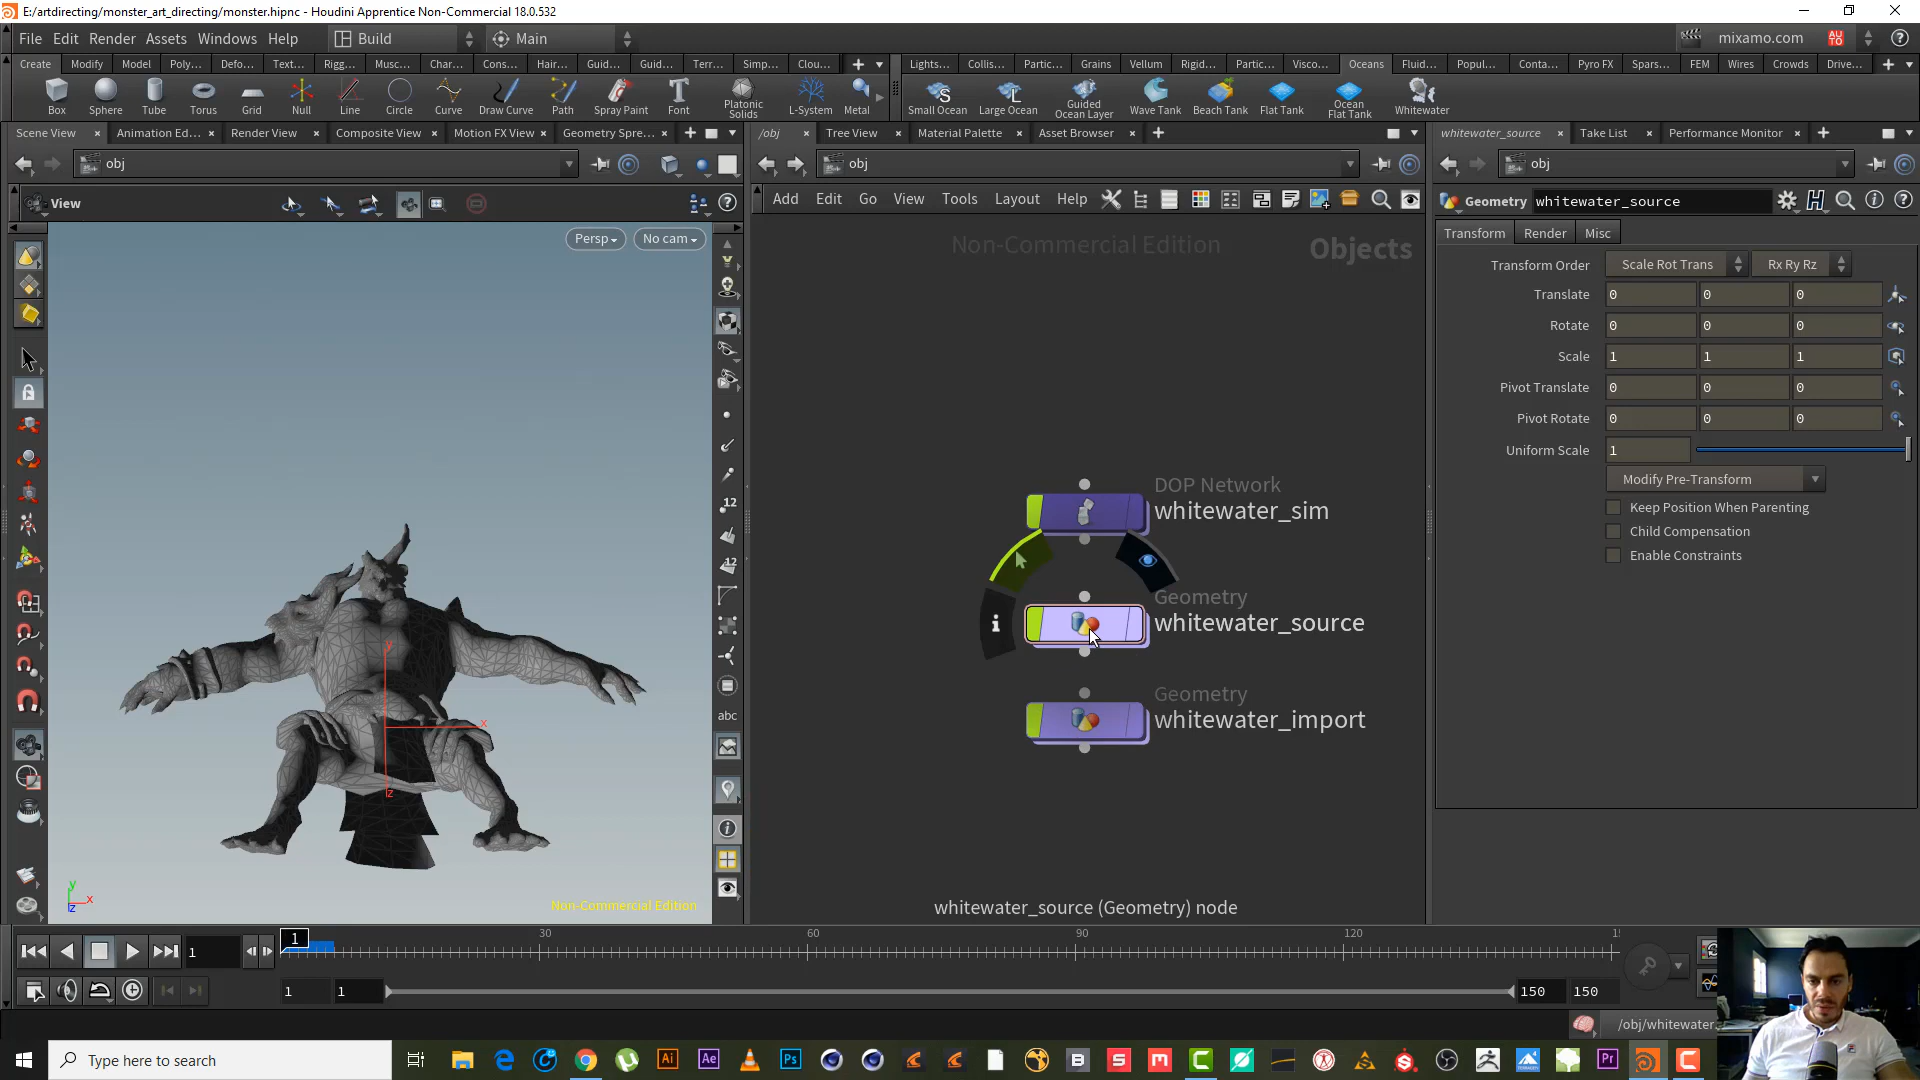 E:/artdirecting/monster_art_directing/monster.hipnc - Houdini Apprentice Non-Commercial 18.0.532
File Edit Render Assets Windows Help Build Main mixamo.com AUTO
Create Modify Model Poly... Defo... Text... Rigg... Musc... Char... Cons... Hair... Guid... Guid... Terr... Simp... Clou... Lights... Collis... Partic... Grains Vellum Rigid... Partic... Visco... Oceans Fluid... Popul... Conta... Pyro FX Spars... FEM Wires Crowds Drive...
Box Sphere Tube Torus Grid Null Line Circle Curve Draw Curve Path Spray Paint Font Platonic Solids L-System Metal Small Ocean Large Ocean Guided Ocean Layer Wave Tank Beach Tank Flat Tank Ocean Flat Tank Whitewater
Scene View Animation Ed... Render View Composite View Motion FX View Geometry Spre... /obj Tree View Material Palette Asset Browser whitewater_source Take List Performance Monitor
obj obj obj
View Add Edit Go View Tools Layout Help Geometry whitewater_source
Persp No cam
Non-Commercial Edition Objects
Transform Render Misc
Transform Order Scale Rot Trans Rx Ry Rz
Translate 0 0 0
Rotate 0 0 0
Scale 1 1 1
Pivot Translate 0 0 0
Pivot Rotate 0 0 0
Uniform Scale 1
Modify Pre-Transform
Keep Position When Parenting
Child Compensation
Enable Constraints
DOP Network
whitewater_sim
Geometry
whitewater_source
Geometry
whitewater_import
12
12
abc
y
x
z
y
x
z
Non-Commercial Edition
whitewater_source (Geometry) node
1 1 30 60 90 120
1 1 150 150
/obj/whitewater
Type here to search